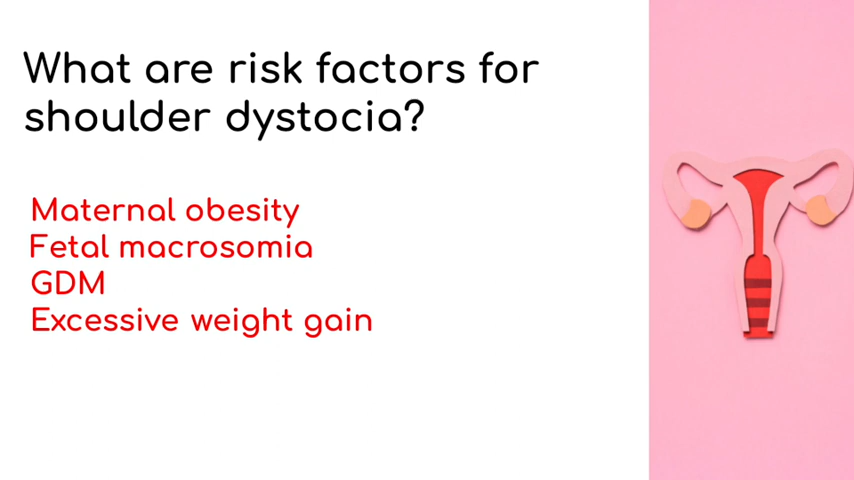 What are risk factors for
shoulder dystocia?
Maternal obesity
Fetal macrosomia
GDM
Excessive weight gain